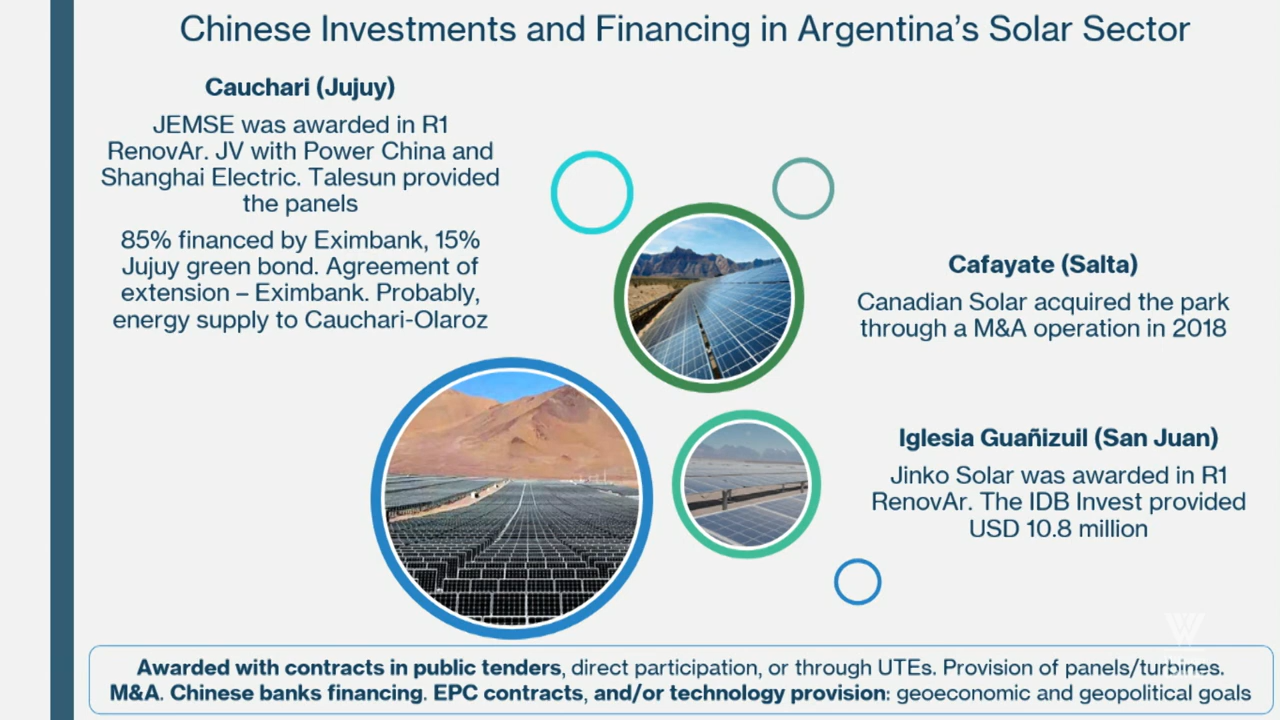 Chinese Investments and Financing in Argentina’s Solar Sector
Cauchari (Jujuy)
JEMSE was awarded in R1
RenovAr. JV with Power China and
Shanghai Electric. Talesun provided
the panels
85% financed by Eximbank, 15%
Jujuy green bond. Agreement of
extension – Eximbank. Probably,
energy supply to Cauchari-Olaroz
Cafayate (Salta)
Canadian Solar acquired the park
through a M&A operation in 2018
Iglesia Guañizuil (San Juan)
Jinko Solar was awarded in R1
RenovAr. The IDB Invest provided
USD 10.8 million
Awarded with contracts in public tenders, direct participation, or through UTEs. Provision of panels/turbines.
M&A. Chinese banks financing. EPC contracts, and/or technology provision: geoeconomic and geopolitical goals